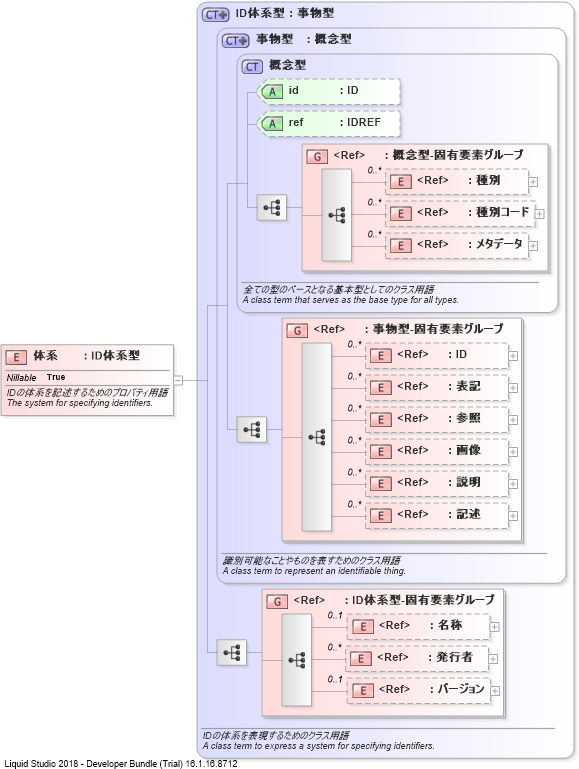 CT ID体系型 : 事物型
CT 事物型 : 概念型
CT 概念型
A id : ID
A ref : IDREF
G <Ref> : 概念型-固有要素グループ
0..*
E <Ref> : 種別
0..*
E <Ref> : 種別コード
0..*
E <Ref> : メタデータ
全ての型のベースとなる基本型としてのクラス用語
A class term that serves as the base type for all types.
G <Ref> : 事物型-固有要素グループ
0..*
E <Ref> : ID
0..*
E <Ref> : 表記
0..*
E <Ref> : 参照
0..*
E <Ref> : 画像
0..*
E <Ref> : 説明
0..*
E <Ref> : 記述
E 体系 : ID体系型
Nillable True
IDの体系を記述するためのプロパティ用語
The system for specifying identifiers.
識別可能なことやものを表すためのクラス用語
A class term to represent an identifiable thing.
G <Ref> : ID体系型-固有要素グループ
0..1
E <Ref> : 名称
0..*
E <Ref> : 発行者
0..1
E <Ref> : バージョン
IDの体系を表現するためのクラス用語
A class term to express a system for specifying identifiers.
Liquid Studio 2018 - Developer Bundle (Trial) 16.1.16.8712